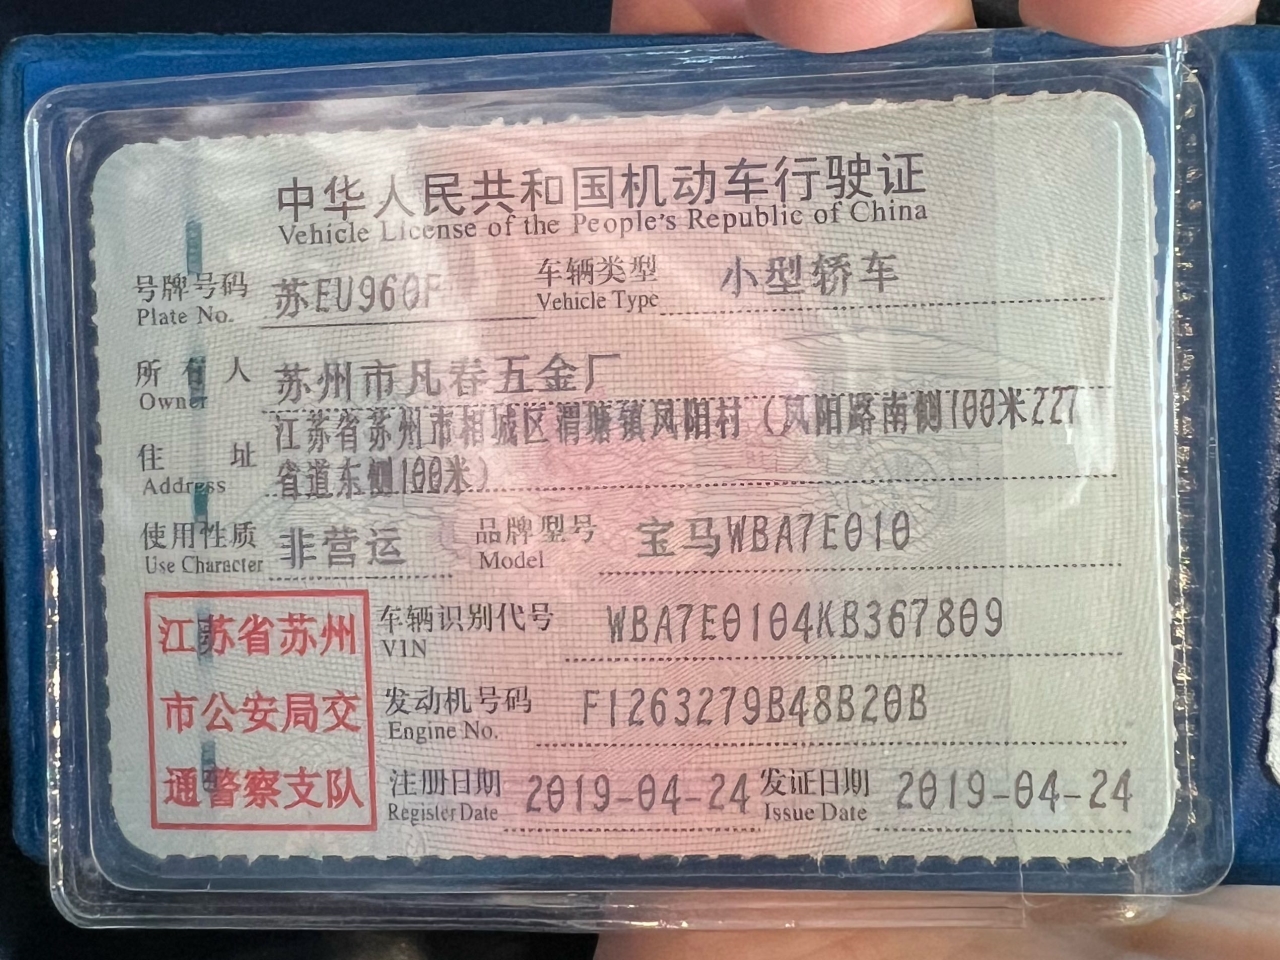 中华人民共和国机动车行驶证
Vehicle License of the People's Republic of China
号牌号码 苏EU960F 车辆类型 小型轿车
Plate No. Vehicle Type
所有人 苏州市凡春五金厂
Owner
住址 江苏省苏州市相城区渭塘镇凤阳村（凤阳路南侧100米227
Address 省道东侧100米）
使用性质 非营运 品牌型号 宝马WBA7E010
Use Character Model
江苏省苏州
市公安局交
通警察支队
车辆识别代号 WBA7E0104KB367809
VIN
发动机号码 F1263279B48B20B
Engine No.
注册日期 2019-04-24 发证日期 2019-04-24
Register Date Issue Date